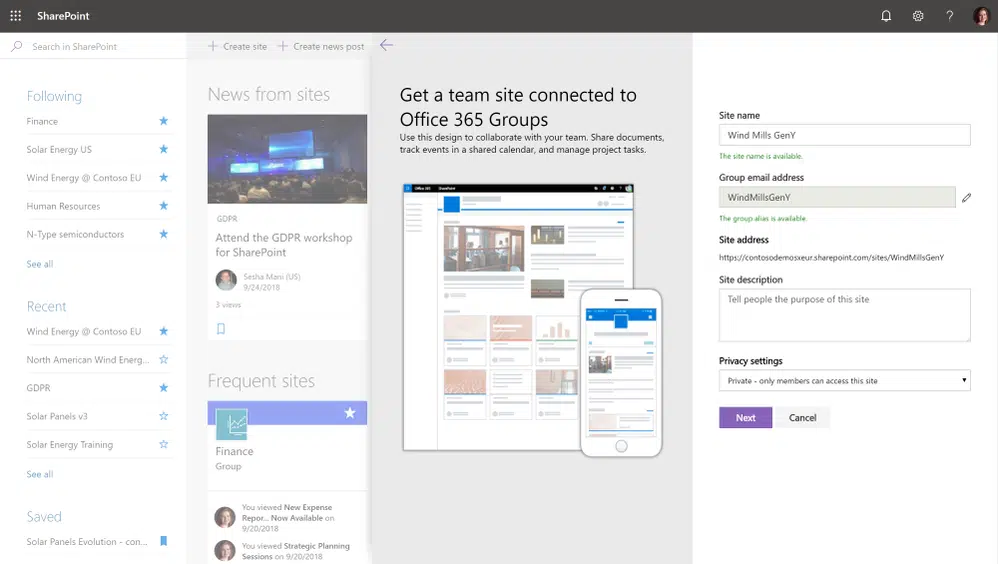 SharePoint
Search in SharePoint
Following
Finance
Solar Energy US
Wind Energy @ Contoso EU
Human Resources
N-Type semiconductors
See all
Recent
Wind Energy @ Contoso EU
North American Wind Energ...
GDPR
Solar Panels v3
Solar Energy Training
See all
Saved
Solar Panels Evolution - con...
Create site
Create news post
News from sites
GDPR
Attend the GDPR workshop
for SharePoint
Sesha Mani (US)
9/24/2018
3 views
Frequent sites
Finance
Group
You viewed New Expense
Repor... Now Available on
9/20/2018
You viewed Strategic Planning
Sessions on 9/20/2018
Get a team site connected to
Office 365 Groups
Use this design to collaborate with your team. Share documents,
track events in a shared calendar, and manage project tasks.
Office 365
SharePoint
Site name
Wind Mills GenY
The site name is available.
Group email address
WindMillsGenY
The group alias is available.
Site address
https://contosodemosxeur.sharepoint.com/sites/WindMillsGenY
Site description
Tell people the purpose of this site
Privacy settings
Private - only members can access this site
Next
Cancel